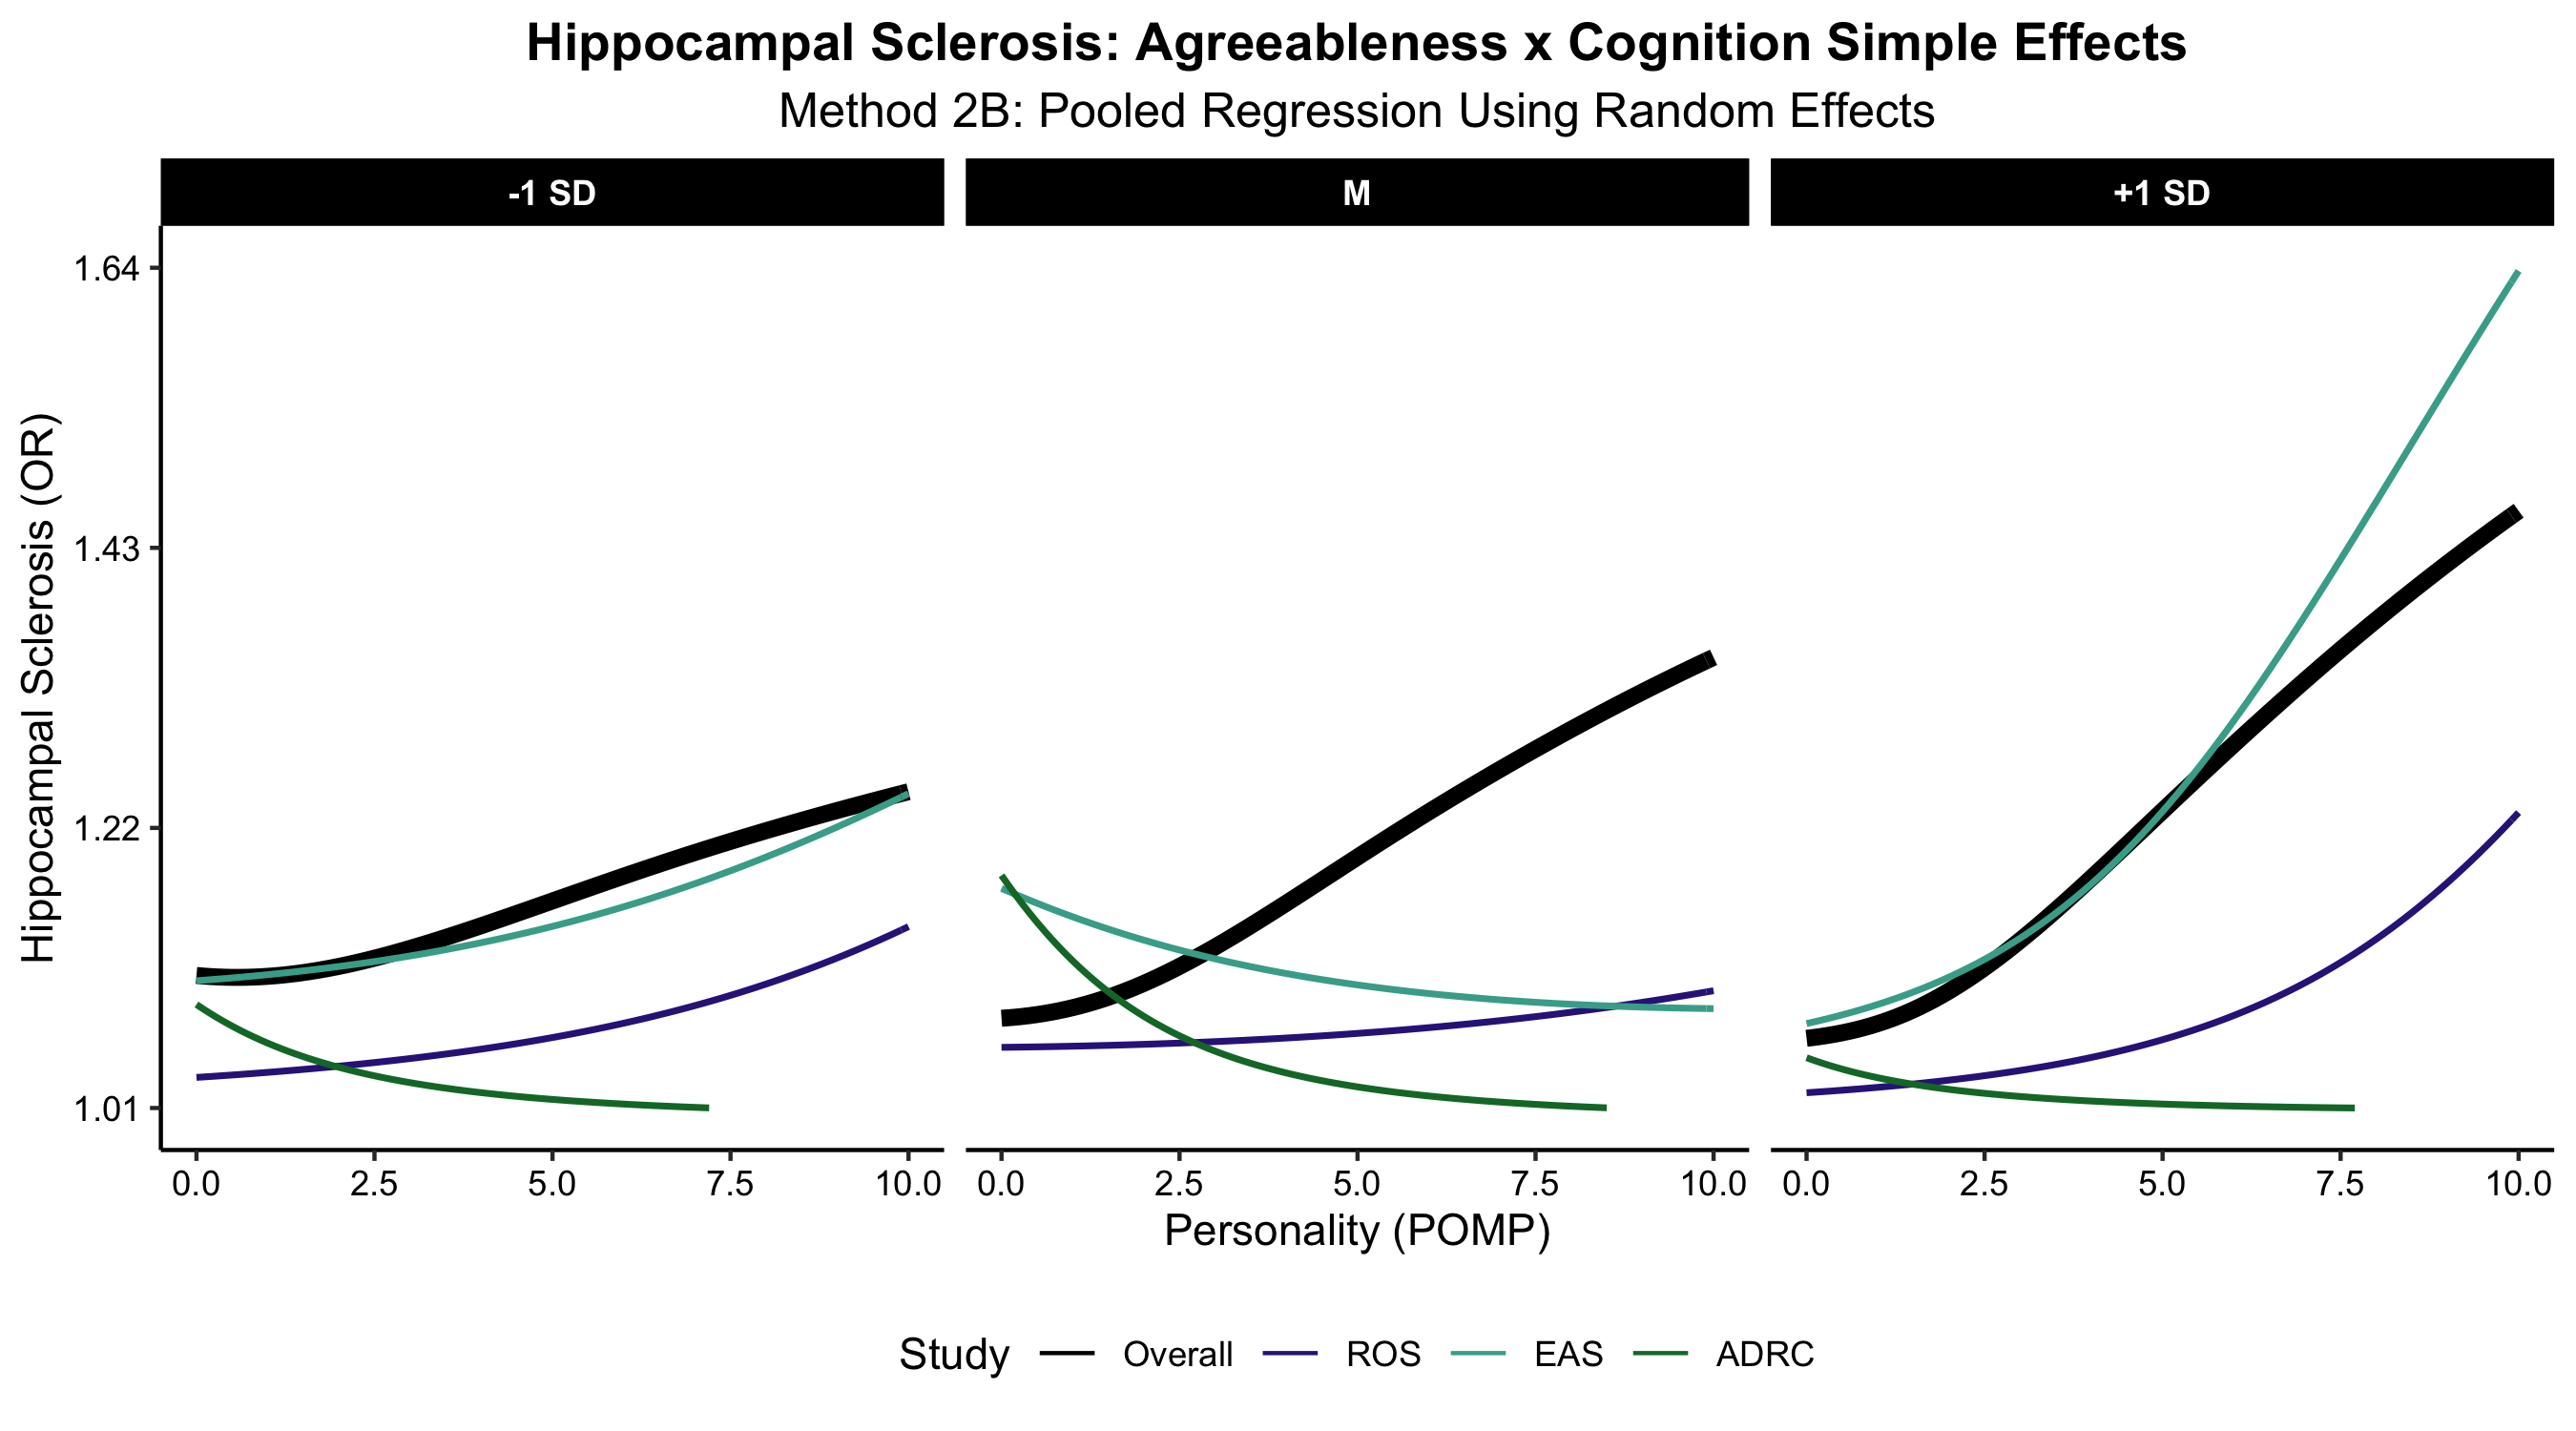 Hippocampal Sclerosis: Agreeableness x Cognition Simple Effects
Method 2B: Pooled Regression Using Random Effects
-1 SD M +1 SD
Hippocampal Sclerosis (OR)
1.64
1.43
1.22
1.01
0.0 2.5 5.0 7.5 10.0 0.0 2.5 5.0 7.5 10.0 0.0 2.5 5.0 7.5 10.0
Personality (POMP)
Study Overall ROS EAS ADRC